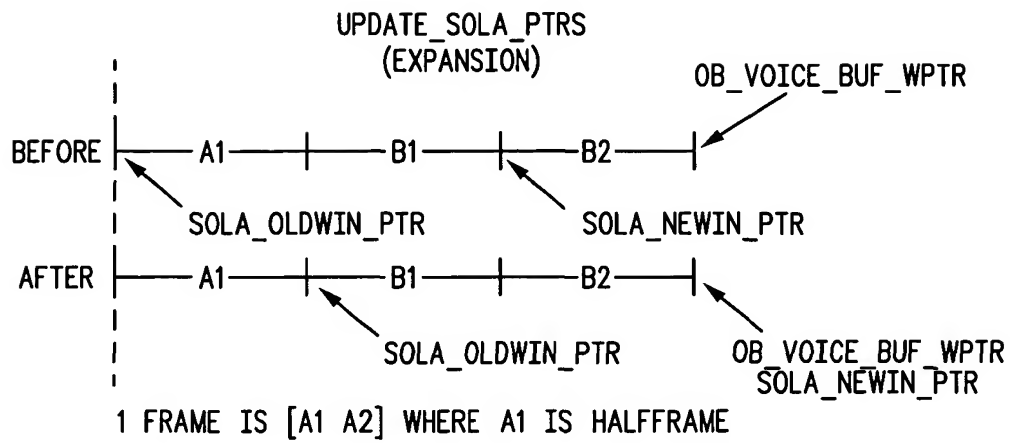 UPDATE_SOLA_PTRS
(EXPANSION)
OB_VOICE_BUF_WPTR
BEFORE A1 B1 B2
SOLA_OLDWIN_PTR SOLA_NEWIN_PTR
AFTER A1 B1 B2
SOLA_OLDWIN_PTR OB_VOICE_BUF_WPTR
SOLA_NEWIN_PTR
1 FRAME IS [A1 A2] WHERE A1 IS HALFFRAME